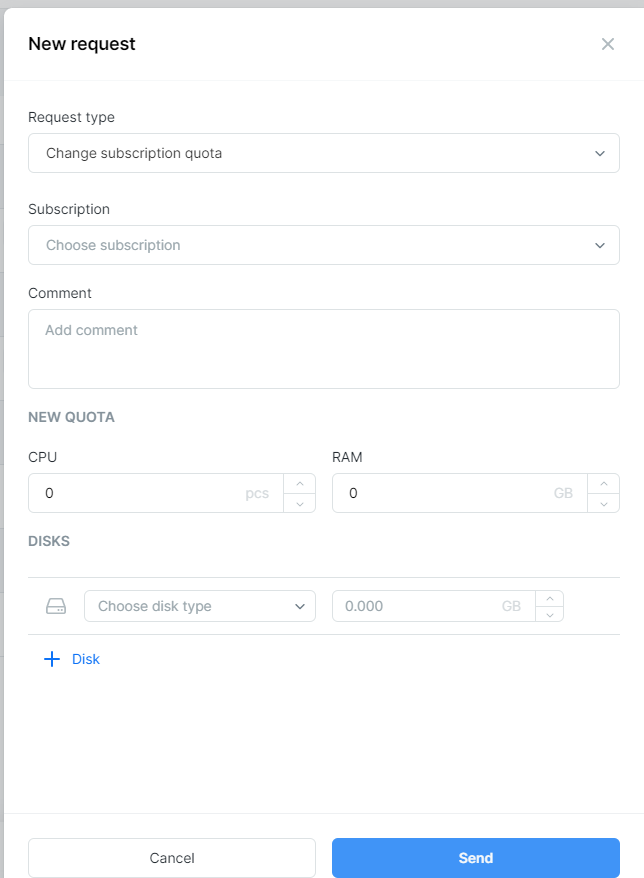 New request
Request type
Change subscription quota
Subscription
Choose subscription
Comment
Add comment
NEW QUOTA
CPU RAM
0 pcs 0 GB
DISKS
Choose disk type 0.000 GB
Disk
Cancel Send